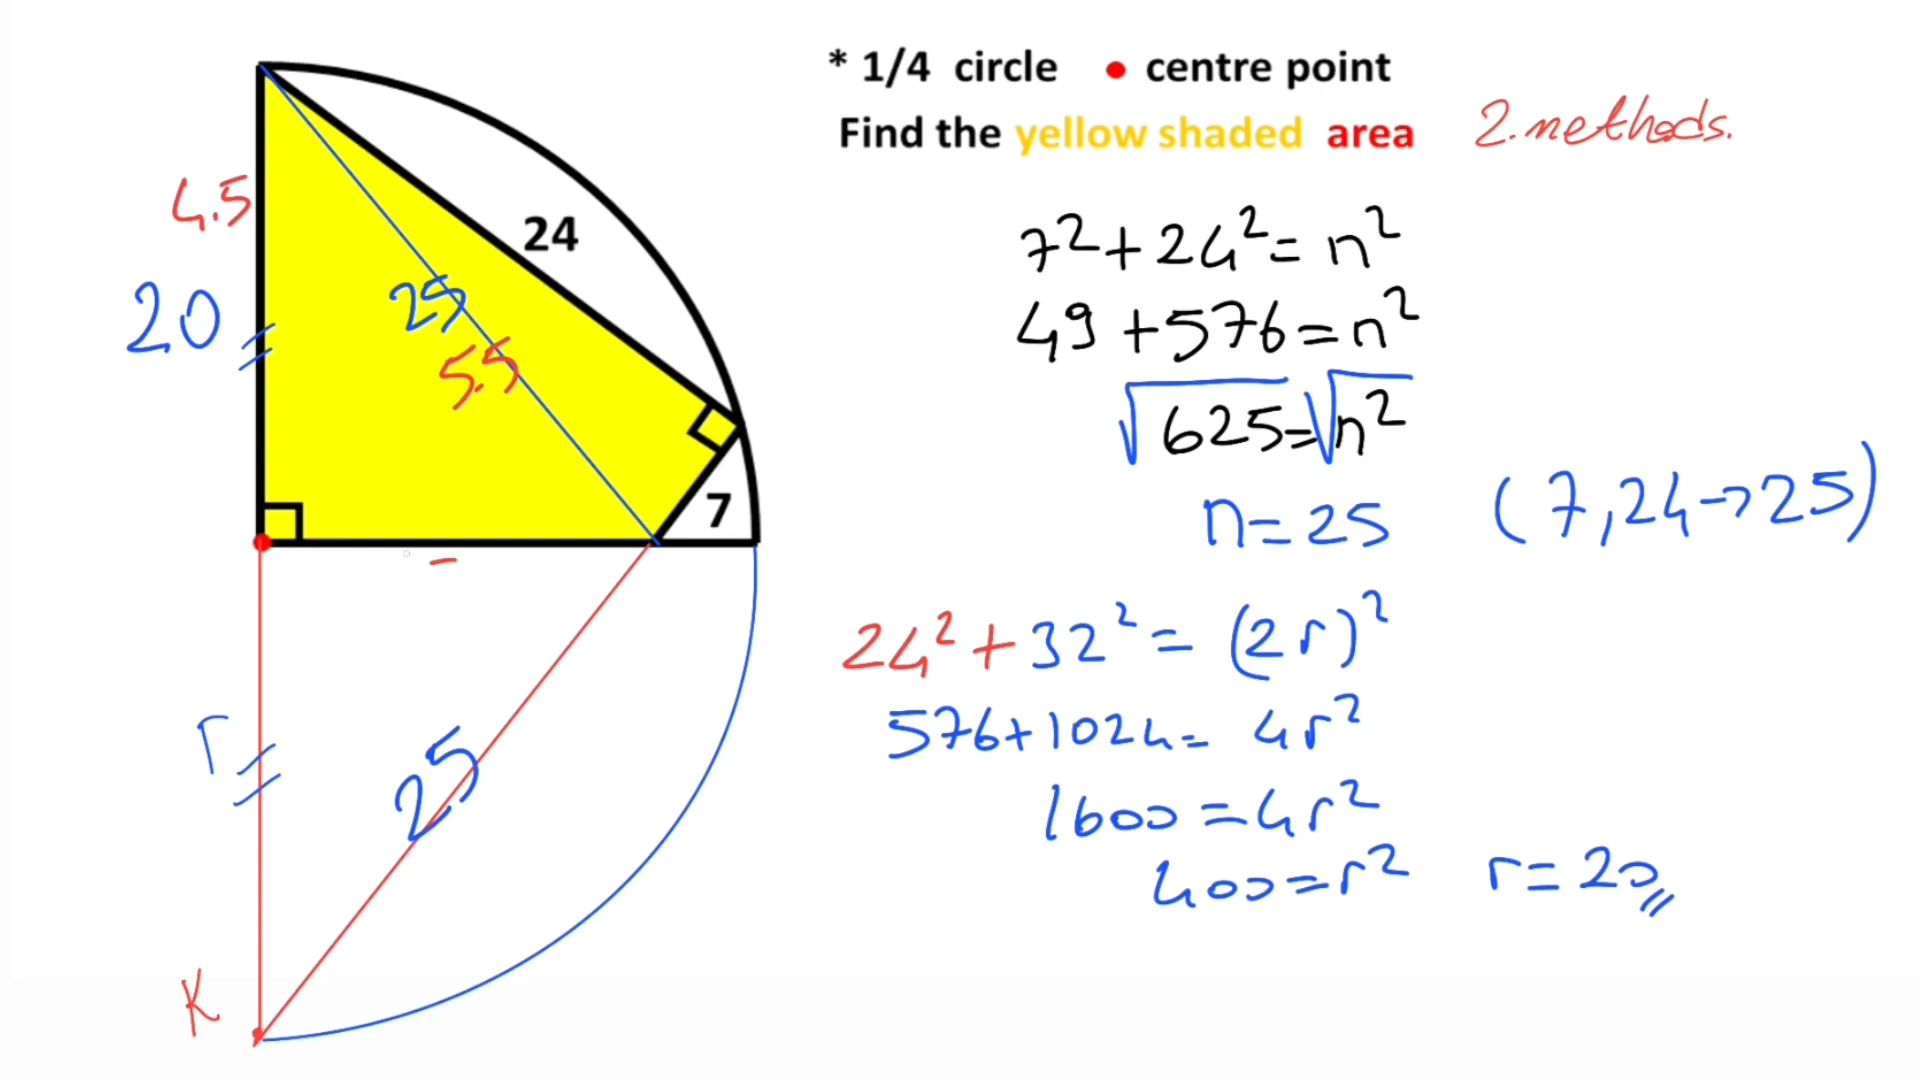 * 1/4 circle • centre point
Find the yellow shaded area 2.methods.
4.5
24
20
25
5.5
7
-
r
25
K
7² + 24² = n²
49 + 576 = n²
√625 = √n²
n = 25 (7, 24 → 25)
24² + 32² = (2r)²
576 + 1024 = 4r²
1600 = 4r²
400 = r² r = 20